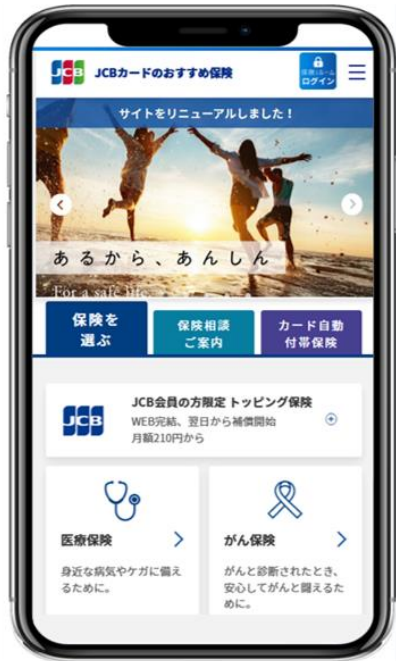 JCB JCBカードのおすすめ保険
ログイン
サイトをリニューアルしました！
あるから、あんしん
For a safe life
保険を
選ぶ
保険相談
ご案内
カード自動
付帯保険
JCB
JCB会員の方限定 トッピング保険
WEB完結、翌日から補償開始
月額210円から
医療保険
身近な病気やケガに備え
るために。
がん保険
がんと診断されたとき、
安心してがんと闘えるた
めに。